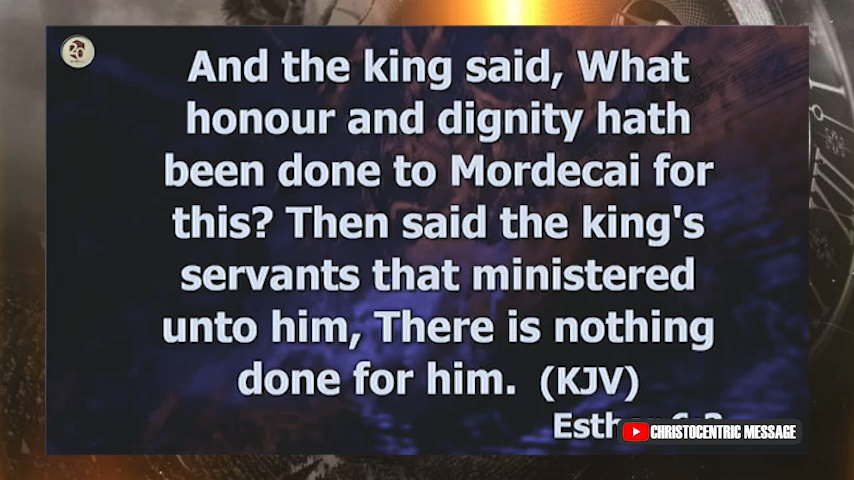 And the king said, What
honour and dignity hath
been done to Mordecai for
this? Then said the king's
servants that ministered
unto him, There is nothing
done for him. (KJV)
CHRISTOCENTRIC MESSAGE